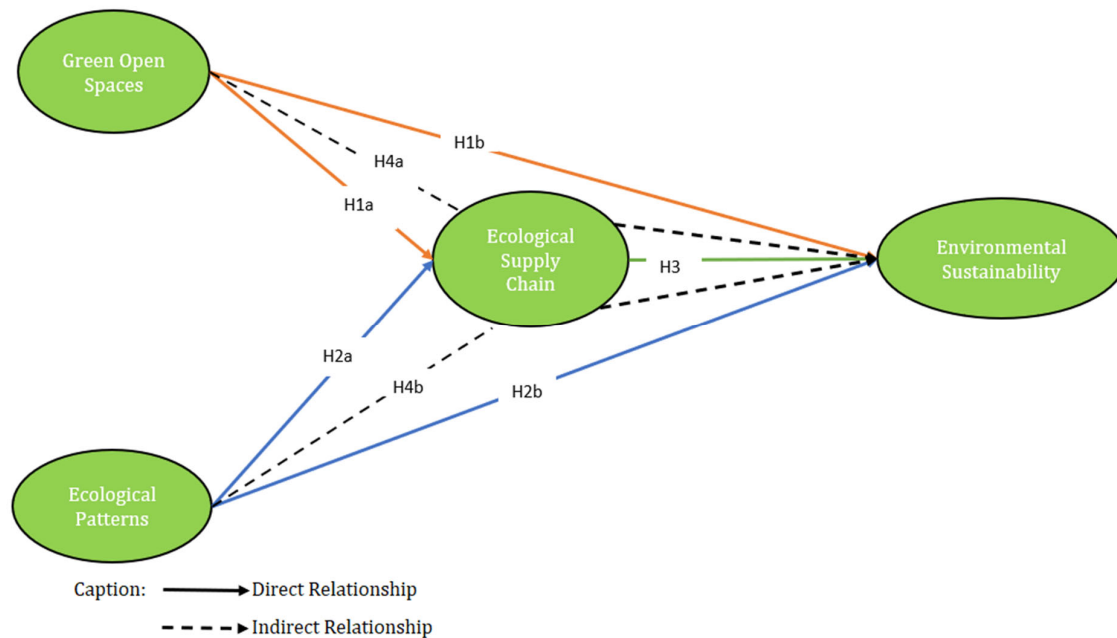 Green Open
Spaces
H1b
H4a
H1a
Ecological
Supply
Chain
H3
Environmental
Sustainability
H2a
H4b
H2b
Ecological
Patterns
Caption:
Direct Relationship
Indirect Relationship